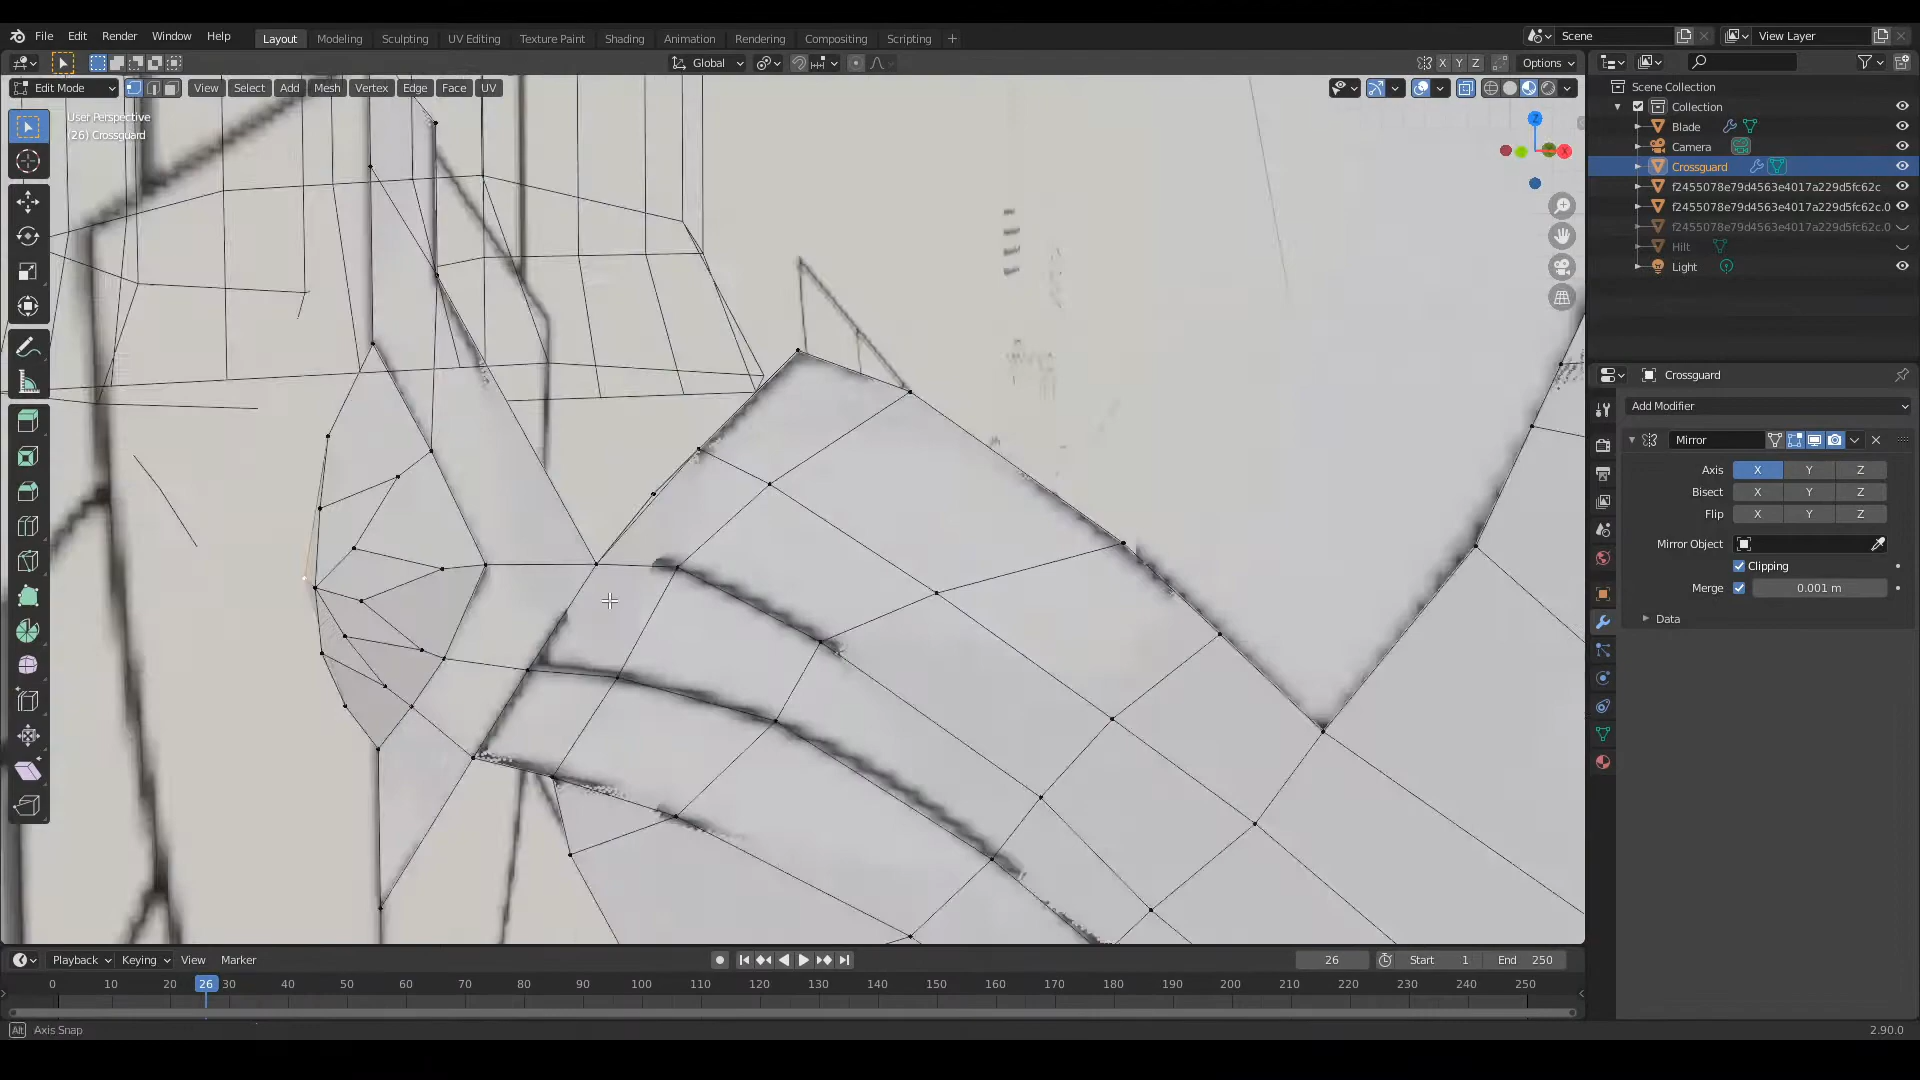 File Edit Render Window Help
Layout Modeling Sculpting UV Editing Texture Paint Shading Animation Rendering Compositing Scripting +
Scene
View Layer
Global
X Y Z
Options
Edit Mode
View Select Add Mesh Vertex Edge Face UV
User Perspective
(26) Crossguard
Z
X
Scene Collection
Collection
Blade
Camera
Crossguard
f2455078e79d4563e4017a229d5fc62c
f2455078e79d4563e4017a229d5fc62c.0
f2455078e79d4563e4017a229d5fc62c.0
Hilt
Light
Crossguard
Add Modifier
Mirror
Axis X Y Z
Bisect X Y Z
Flip X Y Z
Mirror Object
Clipping
Merge 0.001 m
Data
Playback Keying View Marker
26
Start 1
End 250
0 10 20 26 30 40 50 60 70 80 90 100 110 120 130 140 150 160 170 180 190 200 210 220 230 240 250
Alt Axis Snap
2.90.0